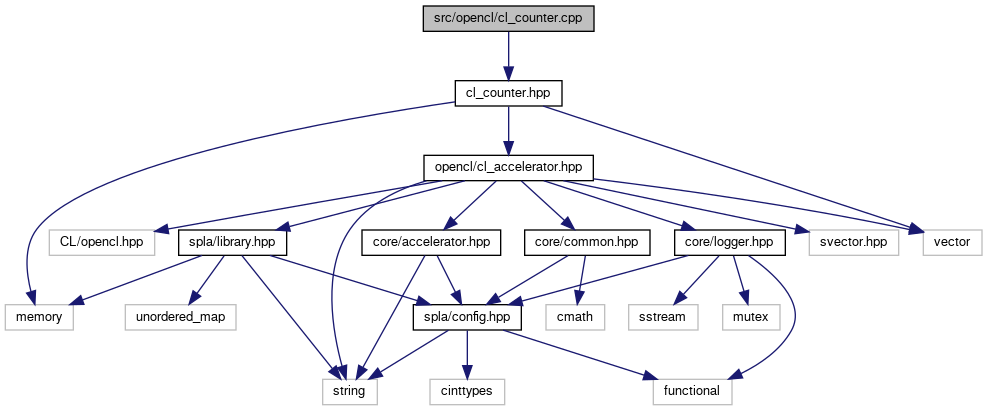 src/opencl/cl_counter.cpp
cl_counter.hpp
opencl/cl_accelerator.hpp
CL/opencl.hpp
spla/library.hpp
core/accelerator.hpp
core/common.hpp
core/logger.hpp
svector.hpp
vector
memory
unordered_map
spla/config.hpp
cmath
sstream
mutex
string
cinttypes
functional